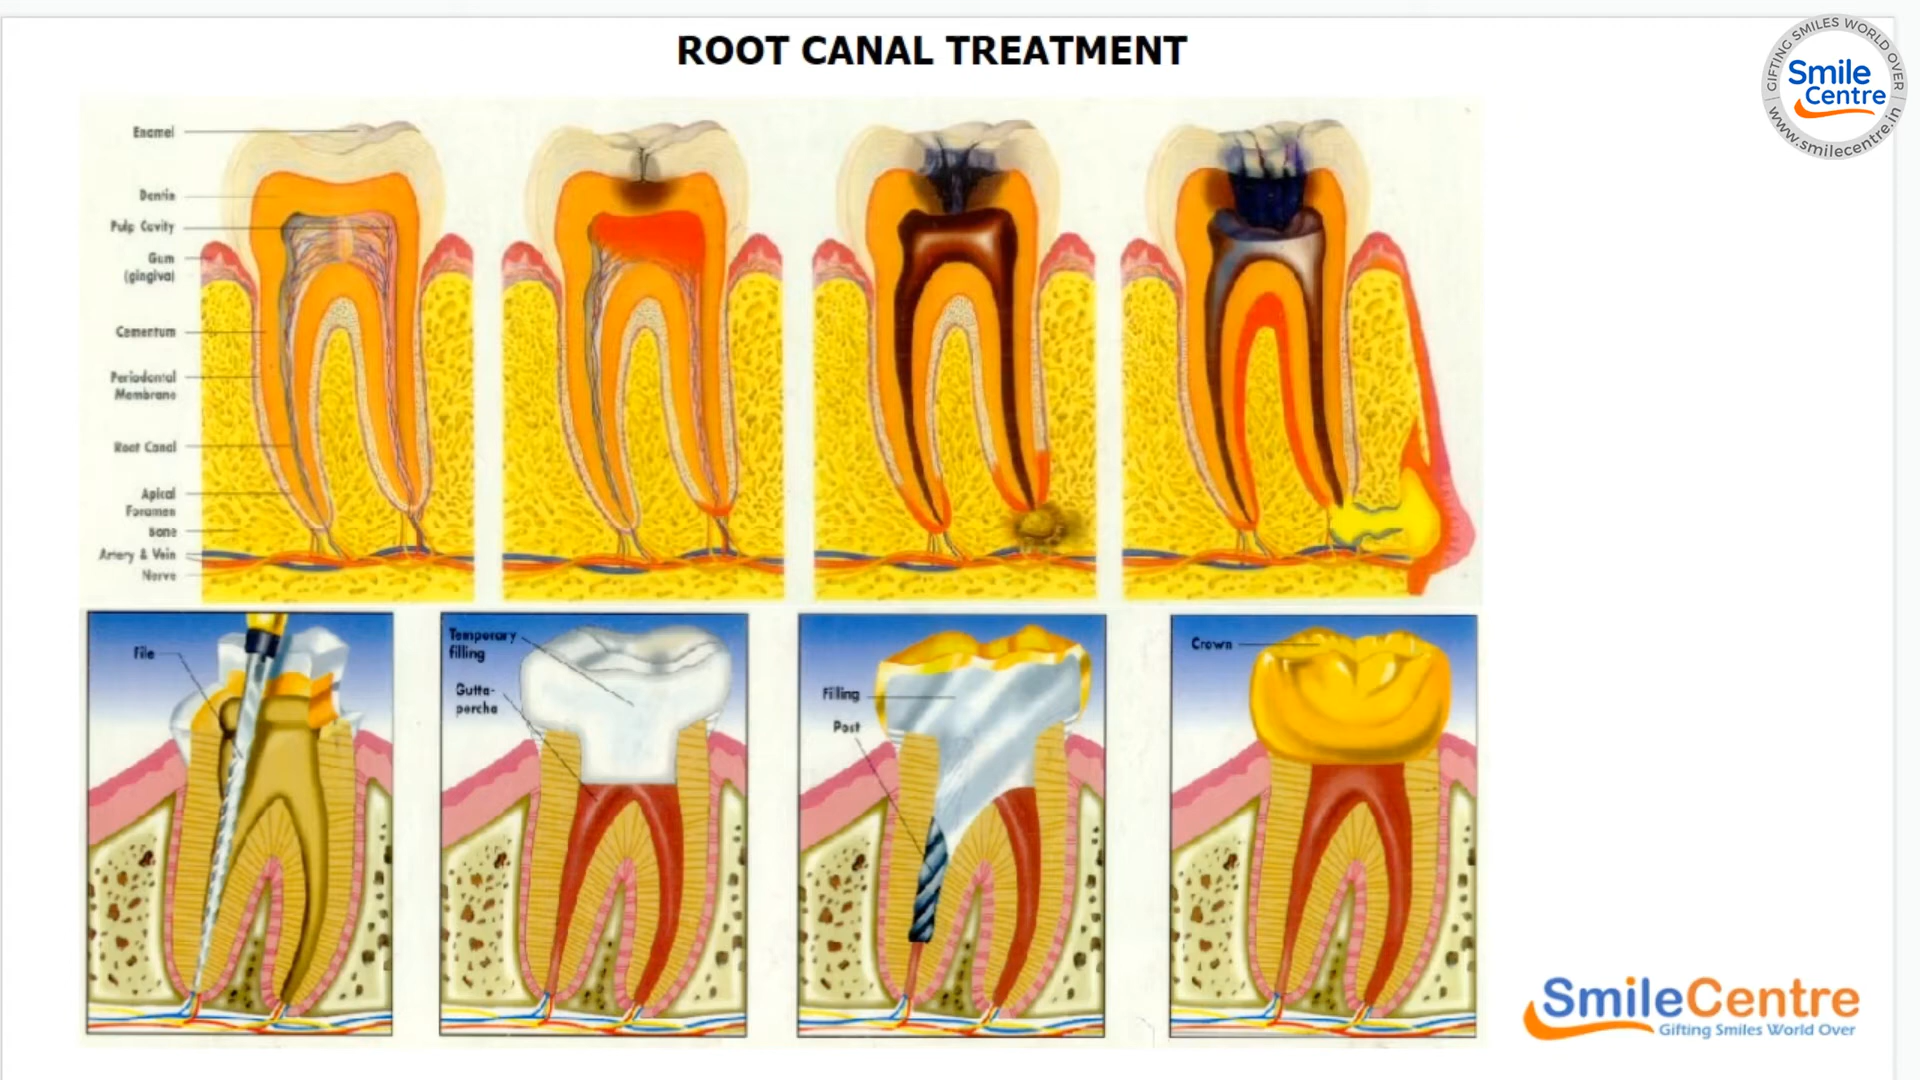 ROOT CANAL TREATMENT
GIFTING SMILES WORLD OVER
Smile
Centre
www.smilecentre.in
Enamel
Dentin
Pulp Cavity
Gum
(gingiva)
Cementum
Periodontal
Membrane
Root Canal
Apical
Foramen
Bone
Artery & Vein
Nerve
File
Temporary
filling
Gutta-
percha
Filling
Post
Crown
SmileCentre
Gifting Smiles World Over